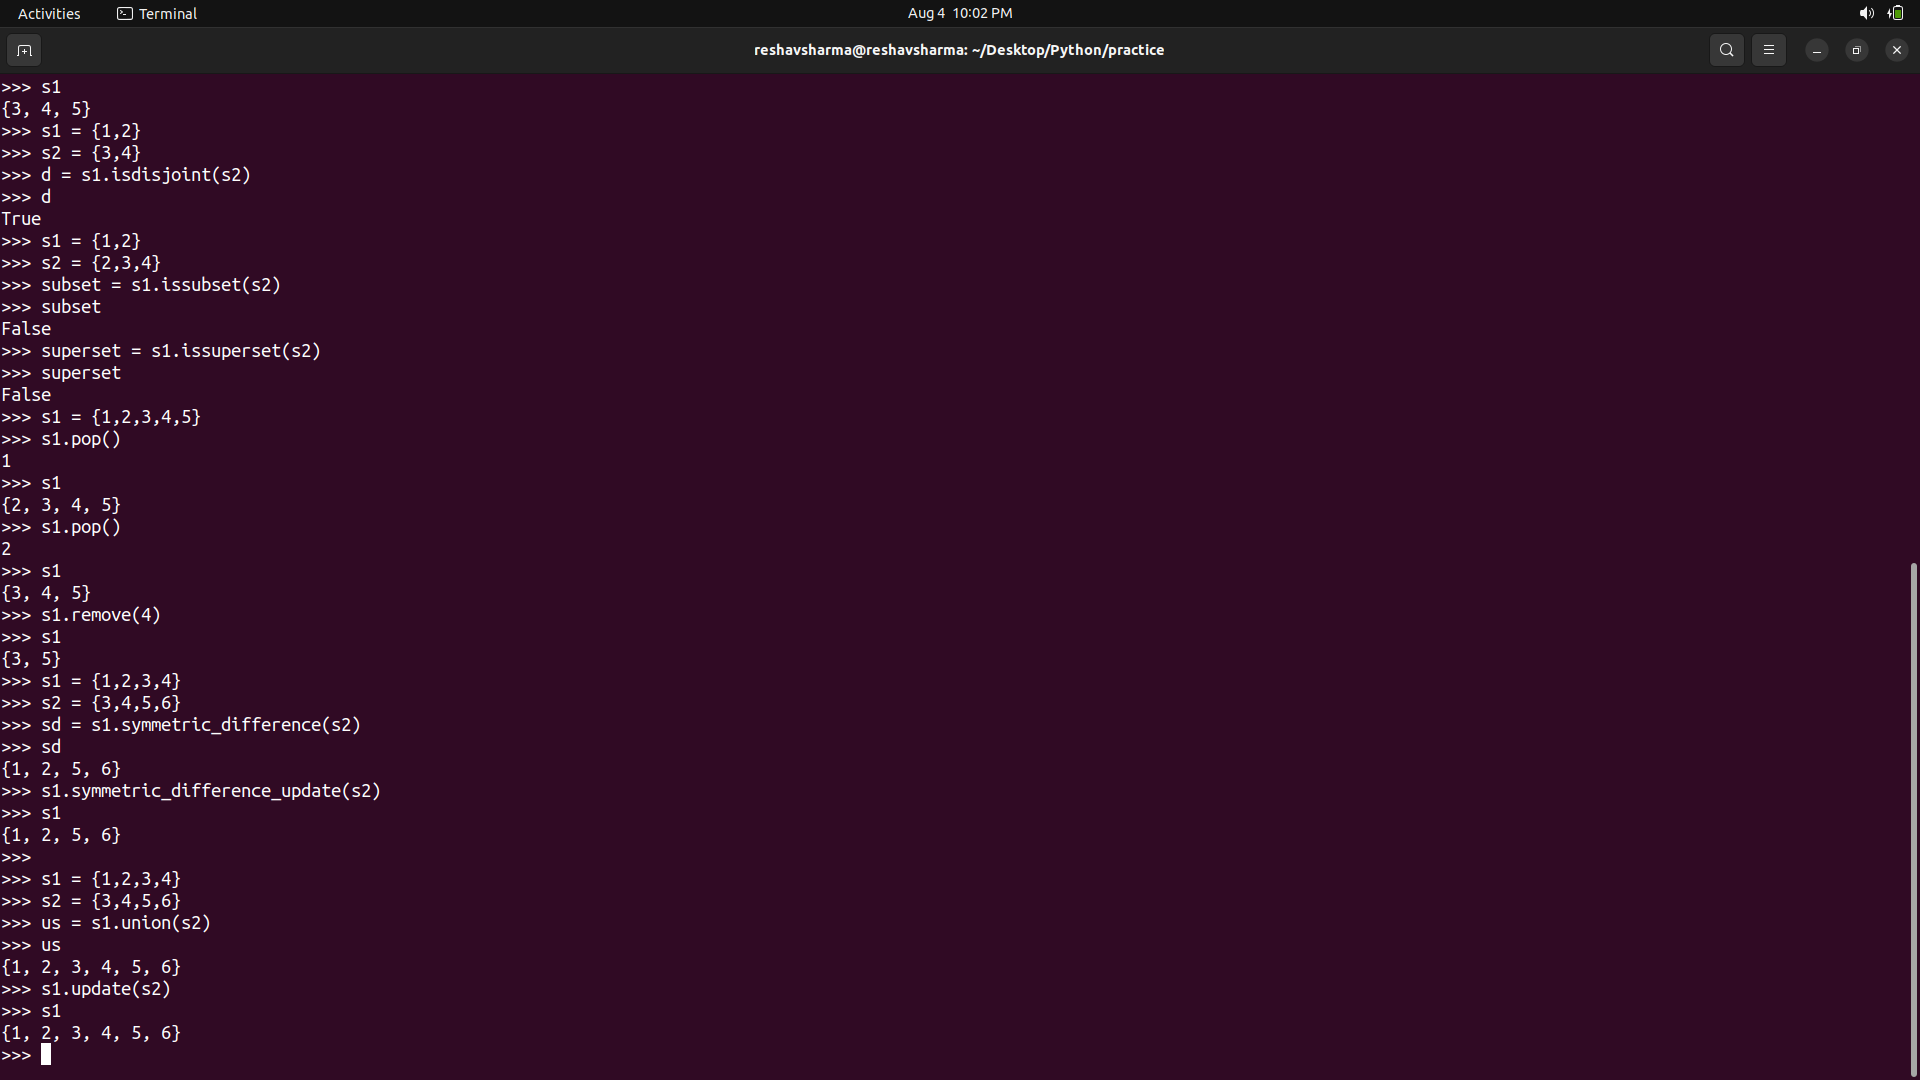 Activities Terminal Aug 4 10:02 PM
reshavsharma@reshavsharma: ~/Desktop/Python/practice
>>> s1
{3, 4, 5}
>>> s1 = {1,2}
>>> s2 = {3,4}
>>> d = s1.isdisjoint(s2)
>>> d
True
>>> s1 = {1,2}
>>> s2 = {2,3,4}
>>> subset = s1.issubset(s2)
>>> subset
False
>>> superset = s1.issuperset(s2)
>>> superset
False
>>> s1 = {1,2,3,4,5}
>>> s1.pop()
1
>>> s1
{2, 3, 4, 5}
>>> s1.pop()
2
>>> s1
{3, 4, 5}
>>> s1.remove(4)
>>> s1
{3, 5}
>>> s1 = {1,2,3,4}
>>> s2 = {3,4,5,6}
>>> sd = s1.symmetric_difference(s2)
>>> sd
{1, 2, 5, 6}
>>> s1.symmetric_difference_update(s2)
>>> s1
{1, 2, 5, 6}
>>>
>>> s1 = {1,2,3,4}
>>> s2 = {3,4,5,6}
>>> us = s1.union(s2)
>>> us
{1, 2, 3, 4, 5, 6}
>>> s1.update(s2)
>>> s1
{1, 2, 3, 4, 5, 6}
>>>